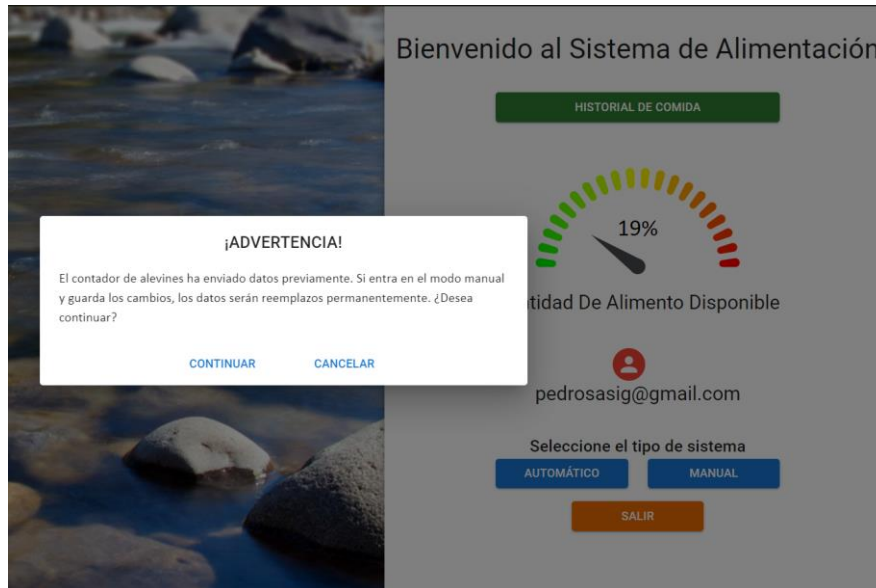 Bienvenido al Sistema de Alimentación
HISTORIAL DE COMIDA
19%
¡ADVERTENCIA!
El contador de alevines ha enviado datos previamente. Si entra en el modo manual
y guarda los cambios, los datos serán reemplazos permanentemente. ¿Desea
continuar?
CONTINUAR CANCELAR
tidad De Alimento Disponible
pedrosasig@gmail.com
Seleccione el tipo de sistema
AUTOMÁTICO MANUAL
SALIR